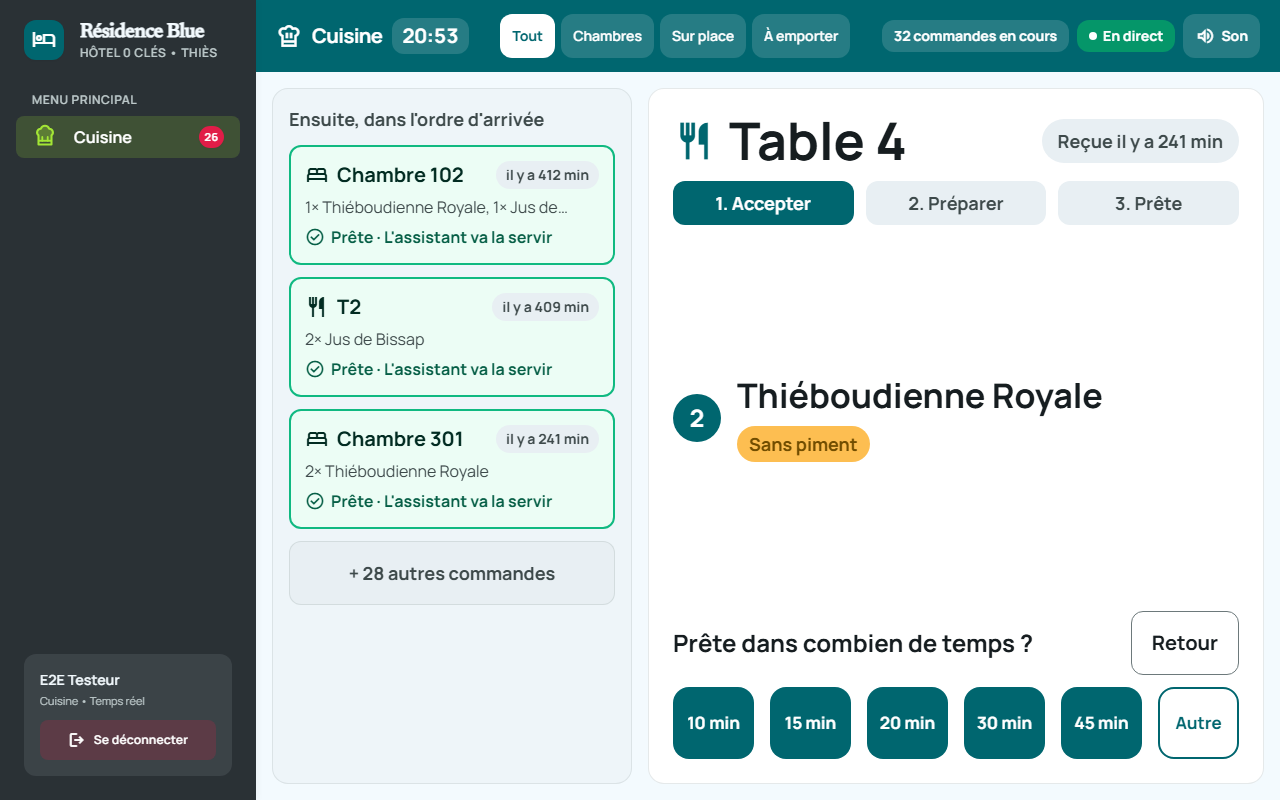 Résidence Blue
HÔTEL 0 CLÉS • THIÈS
MENU PRINCIPAL
Cuisine
26
E2E Testeur
Cuisine • Temps réel
Se déconnecter
Cuisine
20:53
Tout
Chambres
Sur place
À emporter
32 commandes en cours
En direct
Son
Ensuite, dans l'ordre d'arrivée
Chambre 102
il y a 412 min
1× Thiéboudienne Royale, 1× Jus de...
Prête · L'assistant va la servir
T2
il y a 409 min
2× Jus de Bissap
Prête · L'assistant va la servir
Chambre 301
il y a 241 min
2× Thiéboudienne Royale
Prête · L'assistant va la servir
+ 28 autres commandes
Table 4
Reçue il y a 241 min
1. Accepter
2. Préparer
3. Prête
2
Thiéboudienne Royale
Sans piment
Prête dans combien de temps ?
Retour
10 min
15 min
20 min
30 min
45 min
Autre